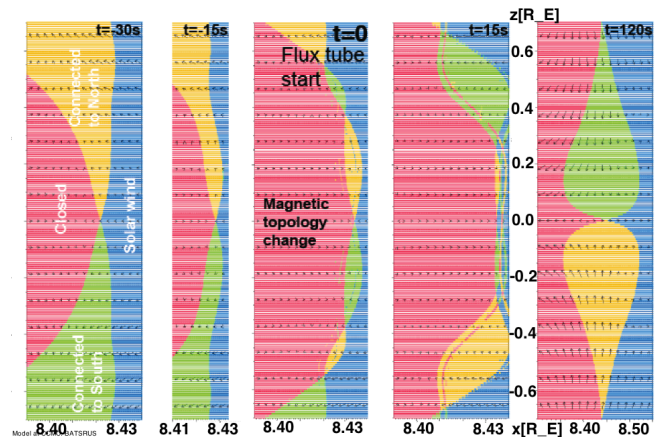 t=-30s
t=-15s
t=0
t=15s
z[R_E]
t=120s
Flux tube
start
Connected
to North
Closed
Solar wind
Connected
to South
Magnetic
topology
change
0.6
0.4
0.2
0.0
-0.2
-0.4
-0.6
8.40 8.43
8.41 8.43
8.40 8.43
8.40 8.43
x[R_E]
8.40 8.50